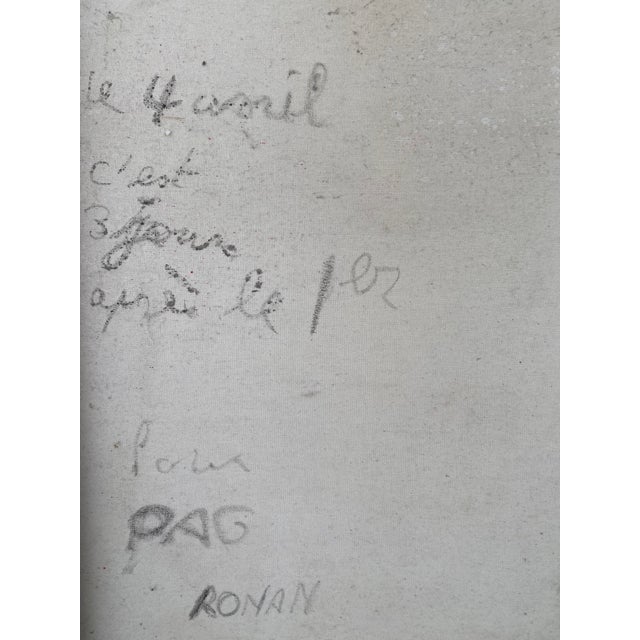 le 4 avril
c'est
3 jours
après le 1er
Pour
PAG
RONAN